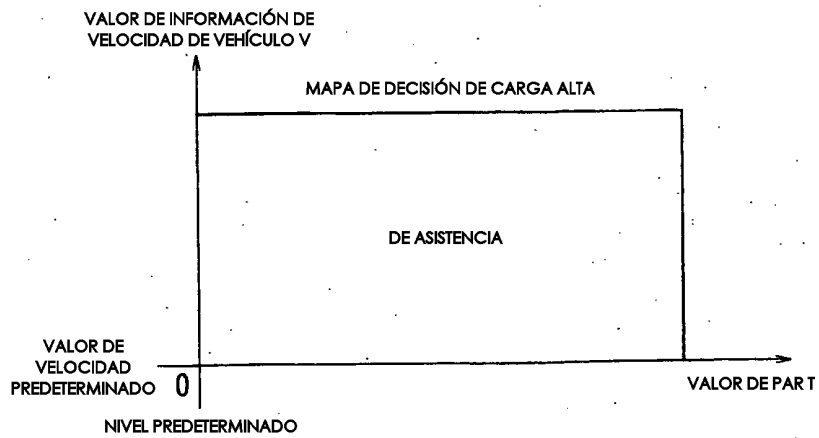 VALOR DE INFORMACIÓN DE
VELOCIDAD DE VEHÍCULO V
MAPA DE DECISIÓN DE CARGA ALTA
DE ASISTENCIA
VALOR DE
VELOCIDAD
PREDETERMINADO
0
VALOR DE PAR T
NIVEL PREDETERMINADO